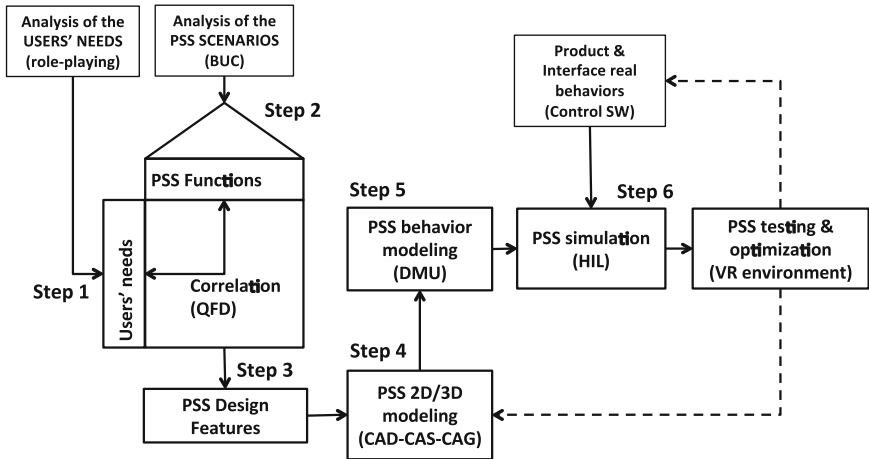 Analysis of the
USERS' NEEDS
(role-playing)
Analysis of the
PSS SCENARIOS
(BUC)
Step 2
PSS Functions
Step 1
Users' needs
Correlation
(QFD)
Step 3
PSS Design
Features
Step 4
PSS 2D/3D
modeling
(CAD-CAS-CAG)
Step 5
PSS behavior
modeling
(DMU)
Product &
Interface real
behaviors
(Control SW)
Step 6
PSS simulation
(HIL)
PSS testing &
optimization
(VR environment)